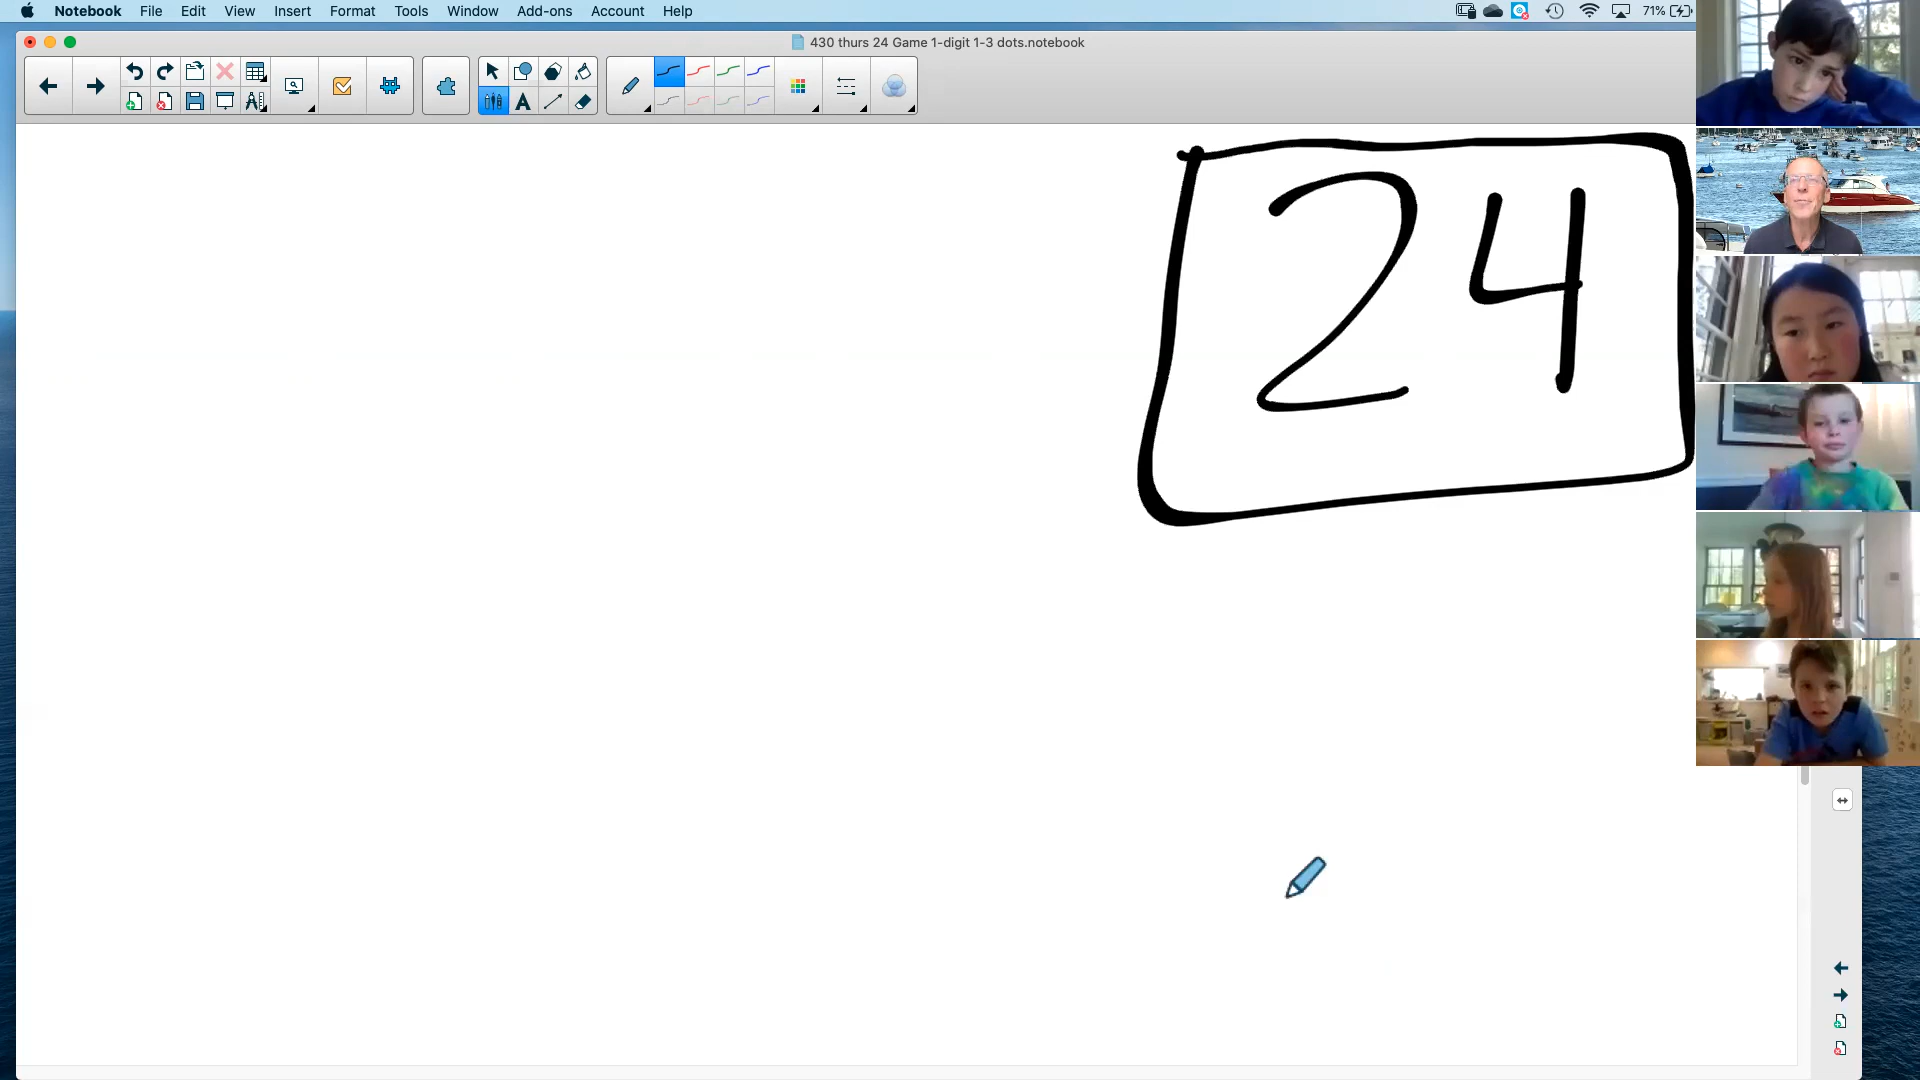 Notebook File Edit View Insert Format Tools Window Add-ons Account Help 71%
430 thurs 24 Game 1-digit 1-3 dots.notebook
A
24